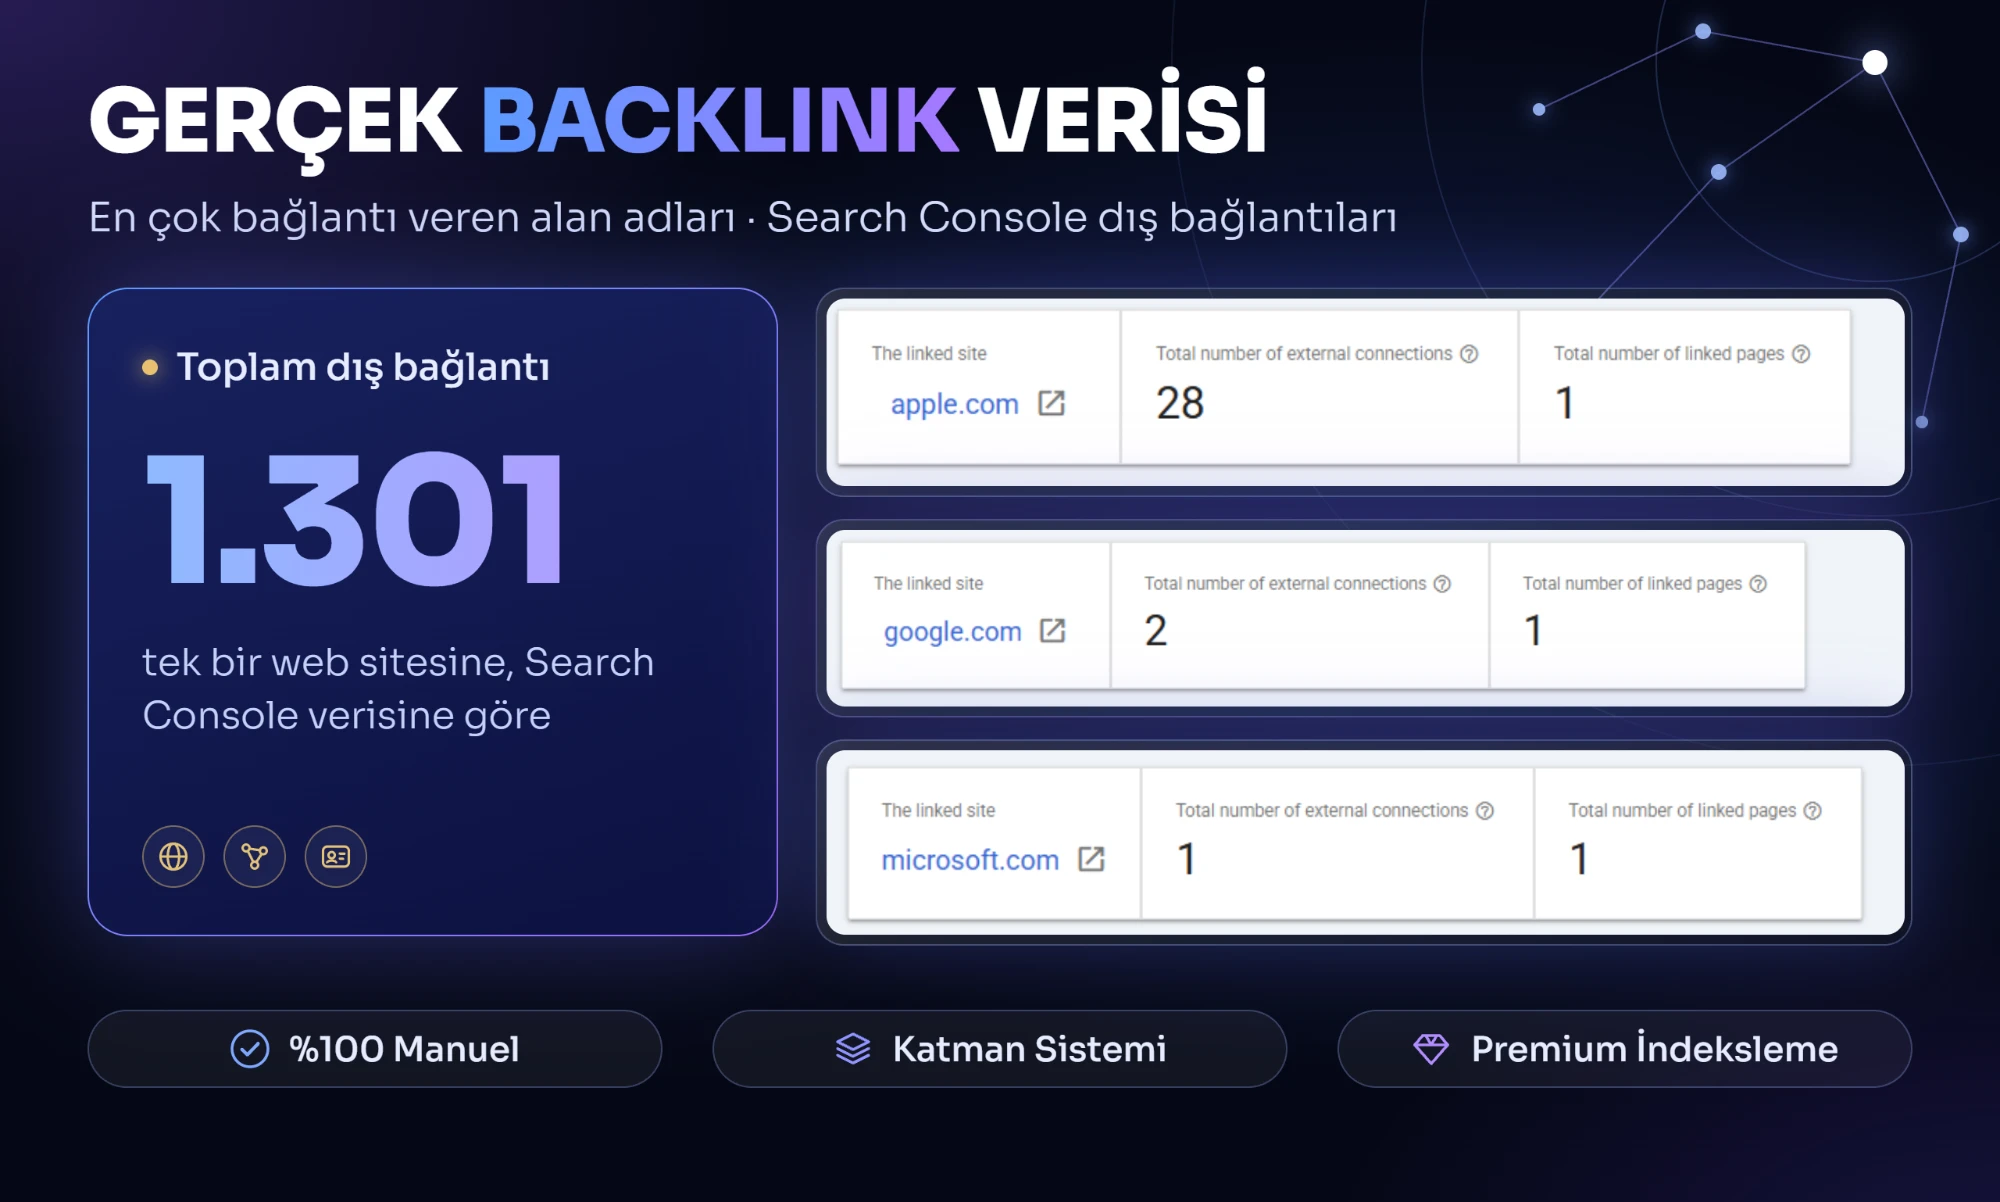 GERÇEK BACKLINK VERİSİ
En çok bağlantı veren alan adları · Search Console dış bağlantıları
Toplam dış bağlantı
1.301
tek bir web sitesine, Search
Console verisine göre
The linked site
apple.com
Total number of external connections
28
Total number of linked pages
1
The linked site
google.com
Total number of external connections
2
Total number of linked pages
1
The linked site
microsoft.com
Total number of external connections
1
Total number of linked pages
1
%100 Manuel
Katman Sistemi
Premium İndeksleme